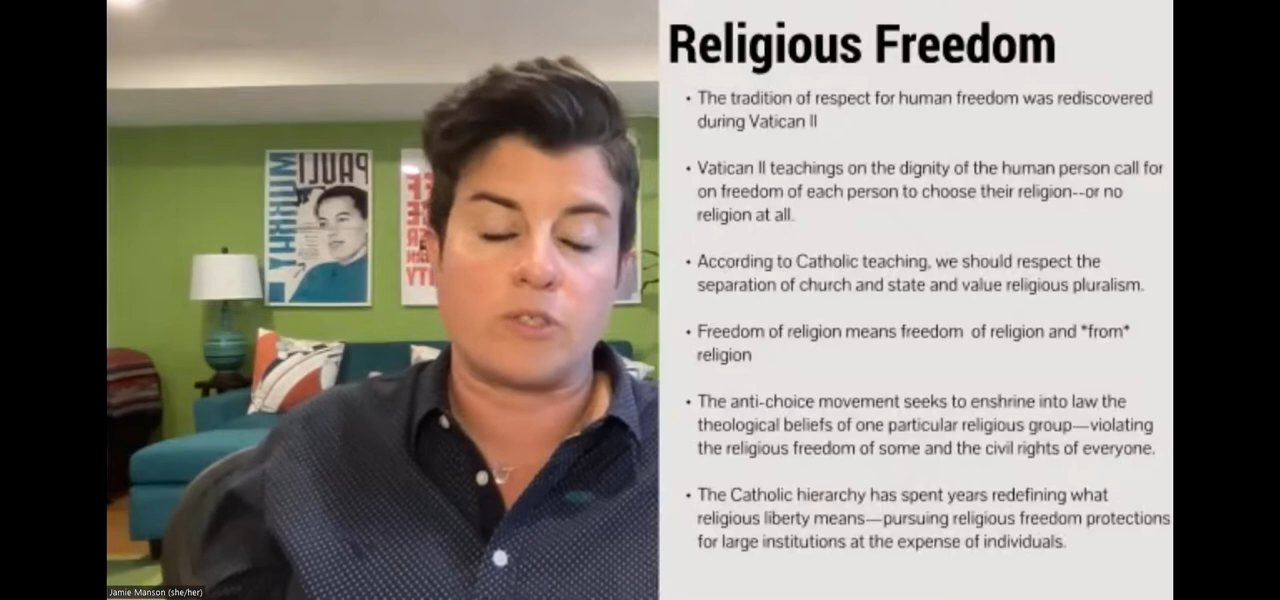 Religious Freedom
• The tradition of respect for human freedom was rediscovered
during Vatican II
• Vatican II teachings on the dignity of the human person call for
on freedom of each person to choose their religion--or no
religion at all.
• According to Catholic teaching, we should respect the
separation of church and state and value religious pluralism.
• Freedom of religion means freedom  of religion and *from*
religion
• The anti-choice movement seeks to enshrine into law the
theological beliefs of one particular religious group—violating
the religious freedom of some and the civil rights of everyone.
• The Catholic hierarchy has spent years redefining what
religious liberty means—pursuing religious freedom protections
for large institutions at the expense of individuals.
PAULI
MURRAY
Jamie Manson (she/her)